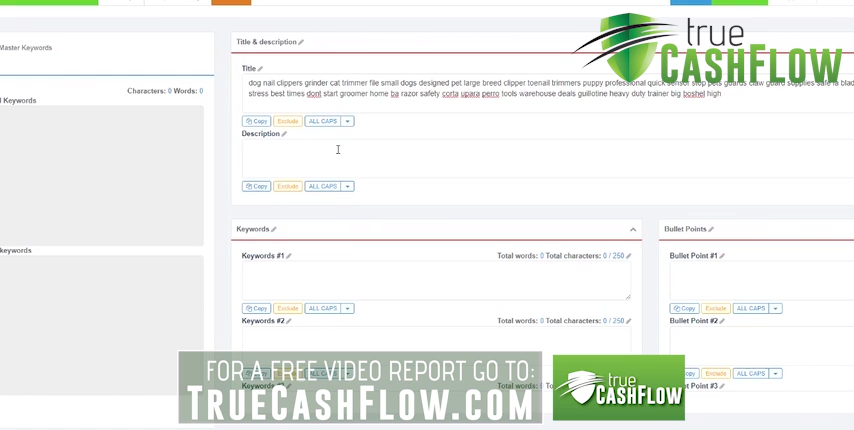 Master Keywords
Characters: 0 Words: 0
Keywords
keywords
Title & description
Title
dog nail clippers grinder cat trimmer file small dogs designed pet large breed clipper toenail trimmers puppy professional quick sensor stop pets guards claw guard supplies safe
stress best times dont start groomer home ba razor safety corta upara perro tools warehouse deals guillotine heavy duty trainer big boshel high
Copy Exclude ALL CAPS
Description
Copy Exclude ALL CAPS
Keywords
Keywords #1 Total words: 0 Total characters: 0 / 250
Copy Exclude ALL CAPS
Keywords #2 Total words: 0 Total characters: 0 / 250
Bullet Points
Bullet Point #1
Copy Exclude ALL CAPS
Bullet Point #2
Exclude ALL CAPS
Point #3
true
CASHFLOW
FOR A FREE VIDEO REPORT GO TO:
TRUECASHFLOW.COM
true
CASHFLOW